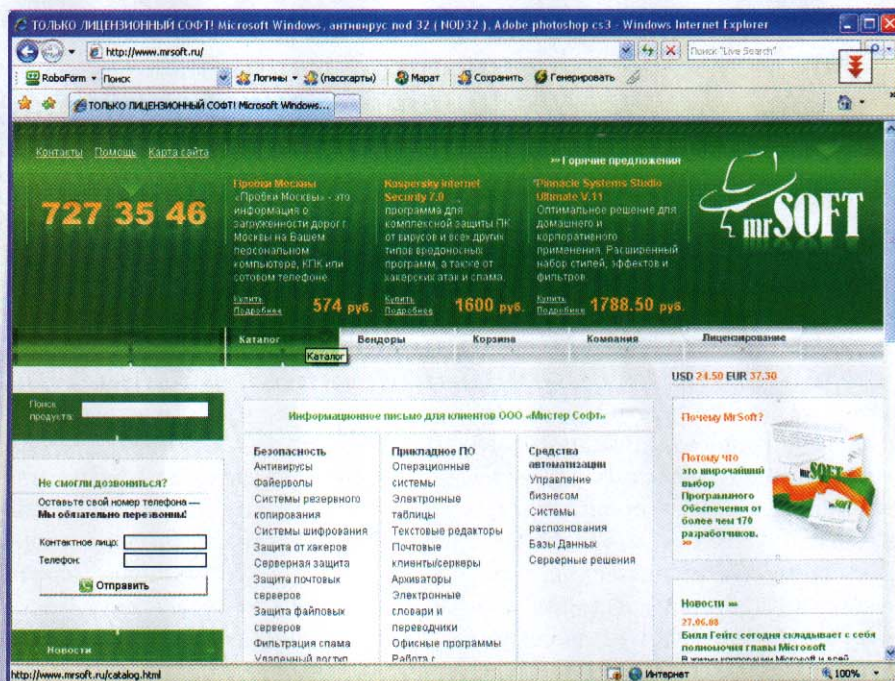 ТОЛЬКО ЛИЦЕНЗИОННЫЙ СОФТ! Microsoft Windows, антивирус nod 32 ( NOD32 ), Adobe photoshop cs3 - Windows Internet Explorer
http://www.mrsoft.ru/
Поиск "Live Search"
RoboForm Поиск Логины (пасскарты) Марат Сохранить Генерировать
ТОЛЬКО ЛИЦЕНЗИОННЫЙ СОФТ! Microsoft Windows...
Контакты Помощь Карта сайта
Горячие предложения
727 35 46
Пробки Москвы
«Пробки Москвы» - это
информация о
загруженности дорог г.
Москвы на Вашем
персональном
компьютере, КПК или
сотовом телефоне.
Купить
Подробнее
574 руб.
Kaspersky internet
Security 7.0
программа для
комплексной защиты ПК
от вирусов и всех других
типов вредоносных
программ, а также от
хакерских атак и спама.
Купить
Подробнее
1600 руб.
Pinnacle Systems Studio
Ultimate V.11
Оптимальное решение для
домашнего и
корпоративного
применения. Расширенный
набор стилей, эффектов и
фильтров.
Купить
Подробнее
1788.50 руб.
mrSOFT
Каталог Вендоры Корзина Компания Лицензирование
Каталог
USD 24.50 EUR 37.30
Поиск
продукта:
Не смогли дозвониться?
Оставьте свой номер телефона —
Мы обязательно перезвоним!
Контактное лицо:
Телефон:
Отправить
Новости
Информационное письмо для клиентов ООО «Мистер Софт»
Безопасность
Антивирусы
Файерволы
Системы резервного
копирования
Системы шифрования
Защита от хакеров
Серверная защита
Защита почтовых
серверов
Защита файловых
серверов
Фильтрация спама
Удаленный доступ
Прикладное ПО
Операционные
системы
Электронные
таблицы
Текстовые редакторы
Почтовые
клиенты/серверы
Архиваторы
Электронные
словари и
переводчики
Офисные программы
Работа с
Средства
автоматизации
Управление
бизнесом
Системы
распознования
Базы Данных
Серверные решения
Почему MrSoft?
Потому что
это широчайший
выбор
Программного
Обеспечения от
более чем 170
разработчиков.
mrSOFT
Новости
27.06.08
Билл Гейтс сегодня складывает с себя
полномочия главы Microsoft
В жизни корпорации Microsoft и всей
http://www.mrsoft.ru/catalog.html
Интернет
100%